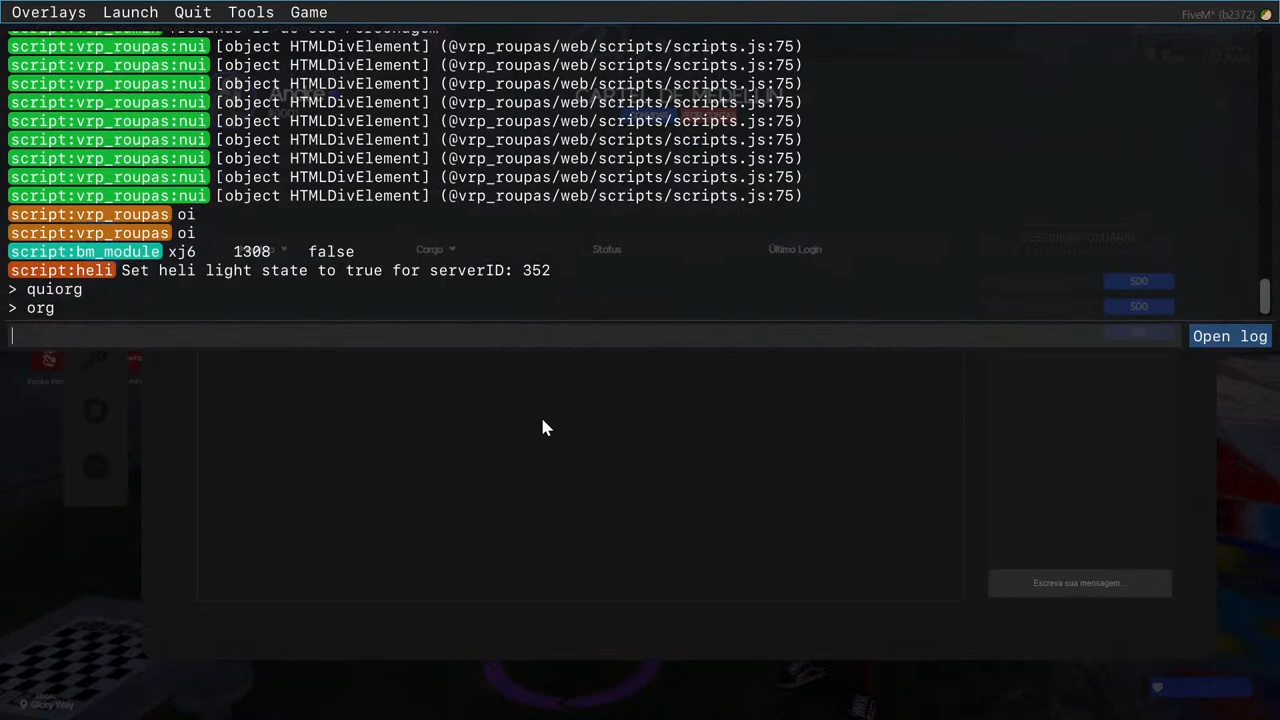 Overlays Launch Quit Tools Game
FiveM* (b2372)
script:vrp_roupas:nui [object HTMLDivElement] (@vrp_roupas/web/scripts/scripts.js:75)
script:vrp_roupas:nui [object HTMLDivElement] (@vrp_roupas/web/scripts/scripts.js:75)
script:vrp_roupas:nui [object HTMLDivElement] (@vrp_roupas/web/scripts/scripts.js:75)
script:vrp_roupas:nui [object HTMLDivElement] (@vrp_roupas/web/scripts/scripts.js:75)
script:vrp_roupas:nui [object HTMLDivElement] (@vrp_roupas/web/scripts/scripts.js:75)
script:vrp_roupas:nui [object HTMLDivElement] (@vrp_roupas/web/scripts/scripts.js:75)
script:vrp_roupas:nui [object HTMLDivElement] (@vrp_roupas/web/scripts/scripts.js:75)
script:vrp_roupas:nui [object HTMLDivElement] (@vrp_roupas/web/scripts/scripts.js:75)
script:vrp_roupas:nui [object HTMLDivElement] (@vrp_roupas/web/scripts/scripts.js:75)
script:vrp_roupas oi
script:vrp_roupas oi
script:bm_module xj6 1308 false
Cargo Status Último Login
script:heli Set heli light state to true for serverID: 352
500
> quiorg
> org
500
Open log
Escreva sua mensagem...
Glory Way